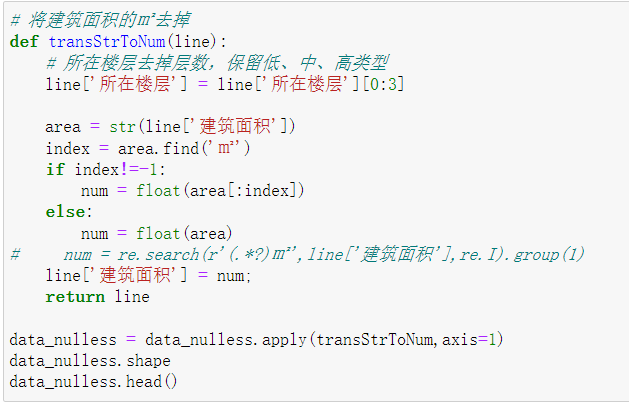 # 将建筑面积的㎡去掉
def transStrToNum(line):
    # 所在楼层去掉层数，保留低、中、高类型
    line['所在楼层'] = line['所在楼层'][0:3]
    area = str(line['建筑面积'])
    index = area.find('㎡')
    if index!=-1:
        num = float(area[:index])
    else:
        num = float(area)
#     num = re.search(r'(.*?)㎡',line['建筑面积'],re.I).group(1)
    line['建筑面积'] = num;
    return line
data_nulless = data_nulless.apply(transStrToNum,axis=1)
data_nulless.shape
data_nulless.head()